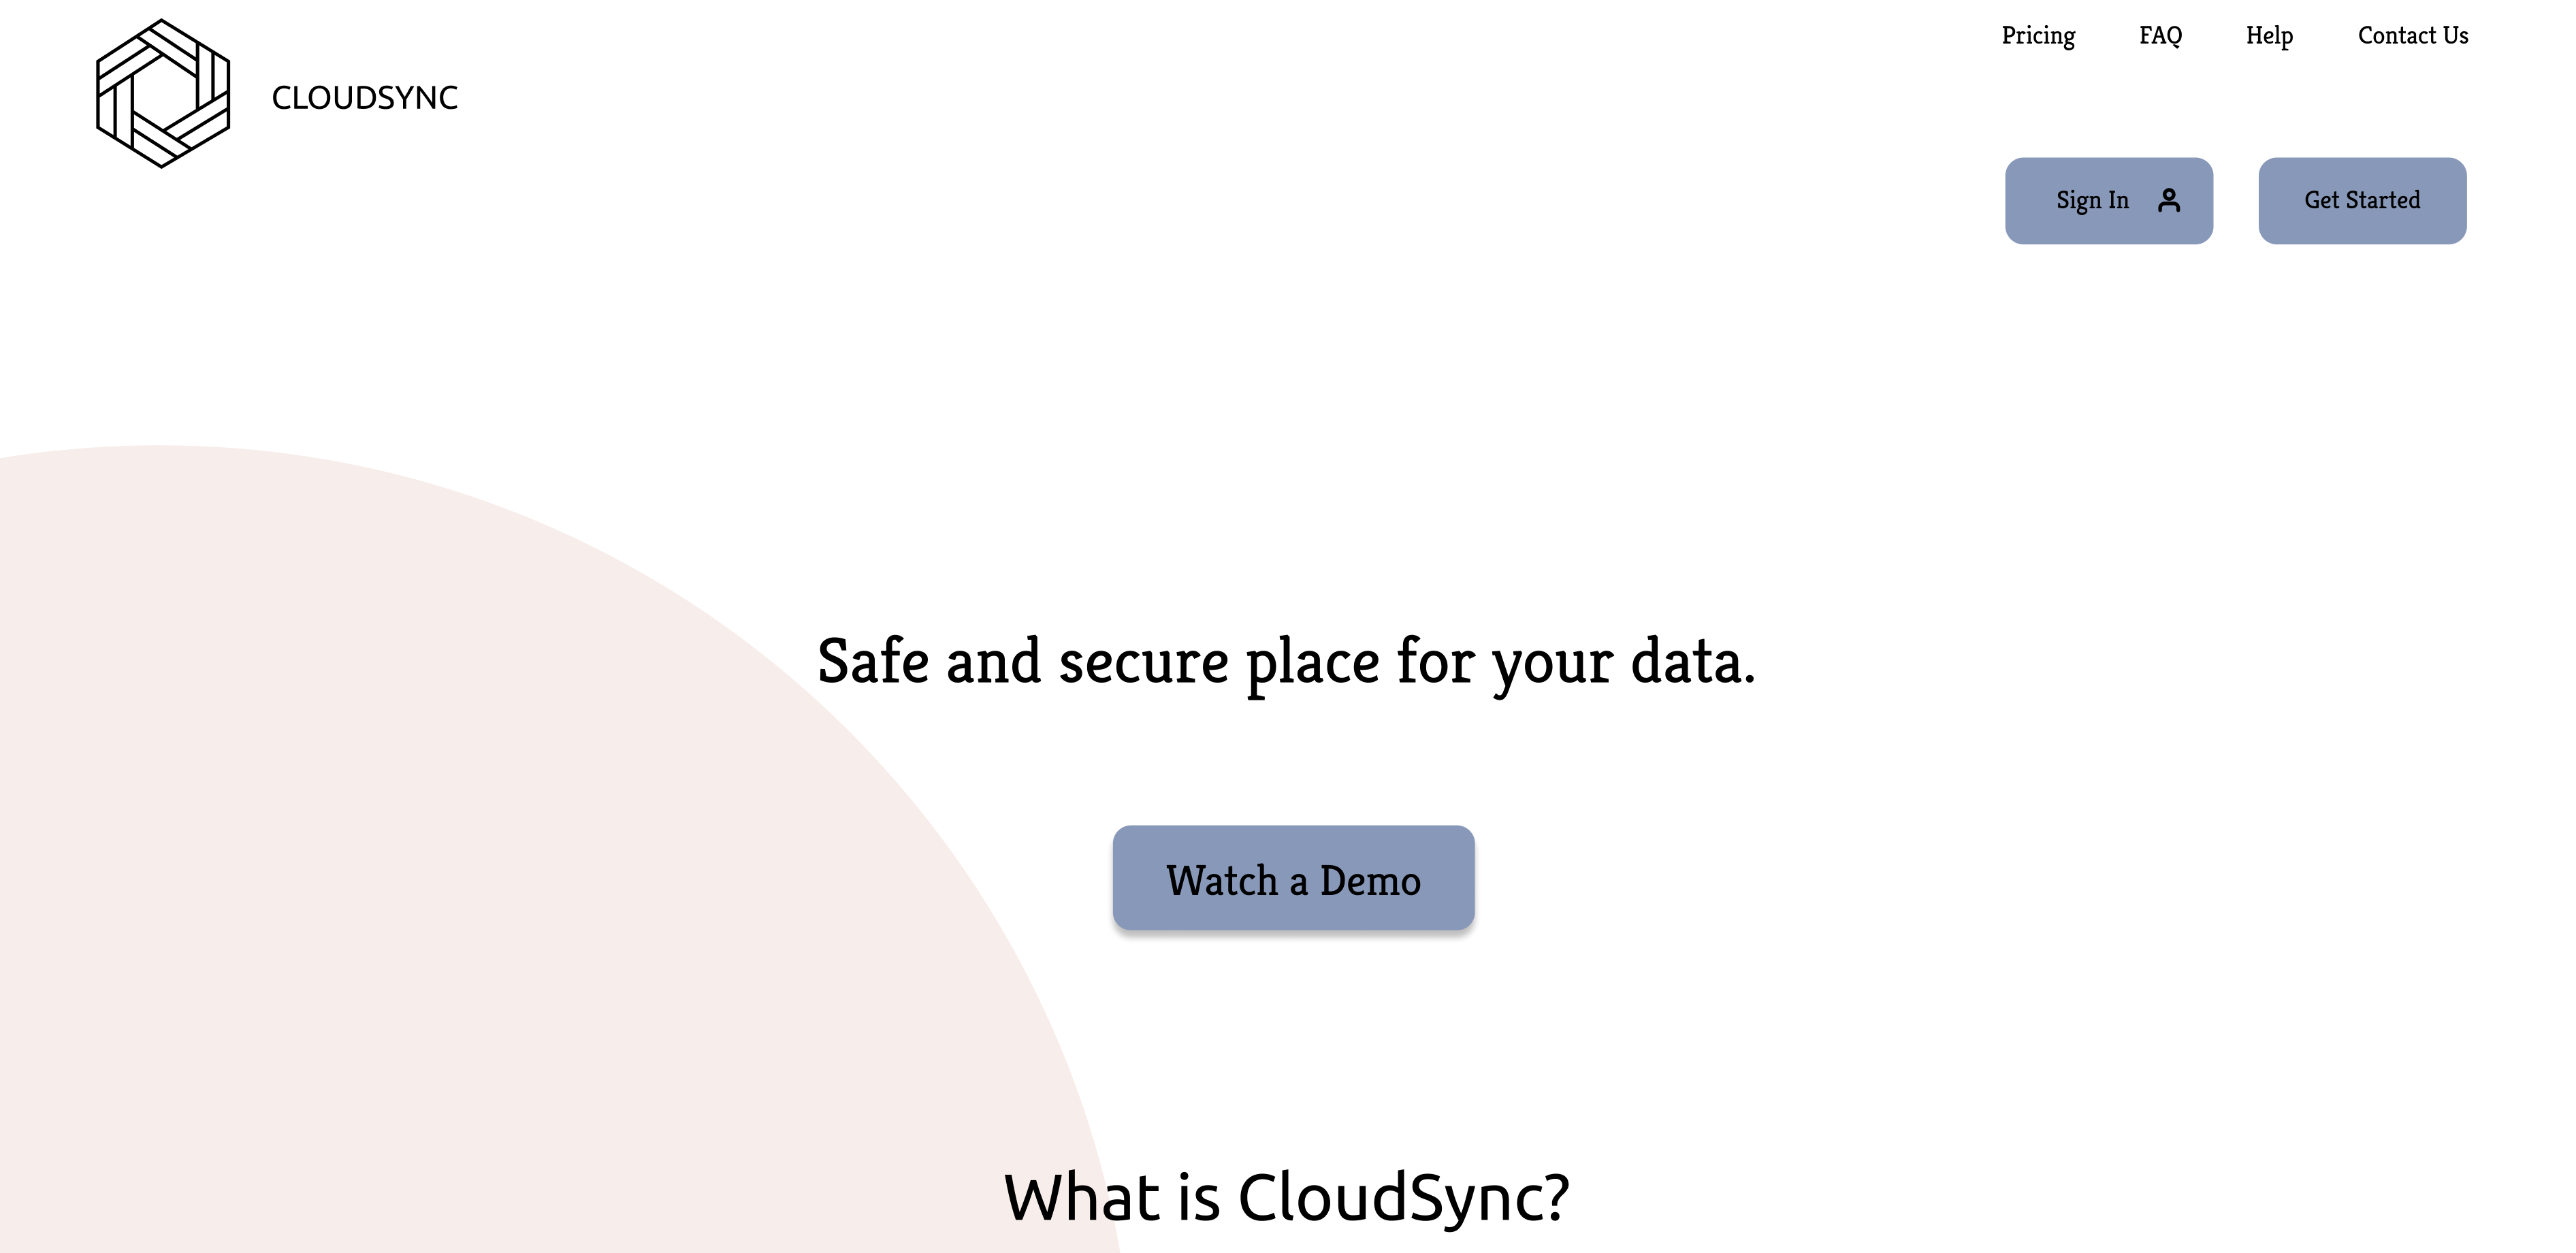 CLOUDSYNC
Pricing FAQ Help Contact Us
Sign In Get Started
Safe and secure place for your data.
Watch a Demo
What is CloudSync?